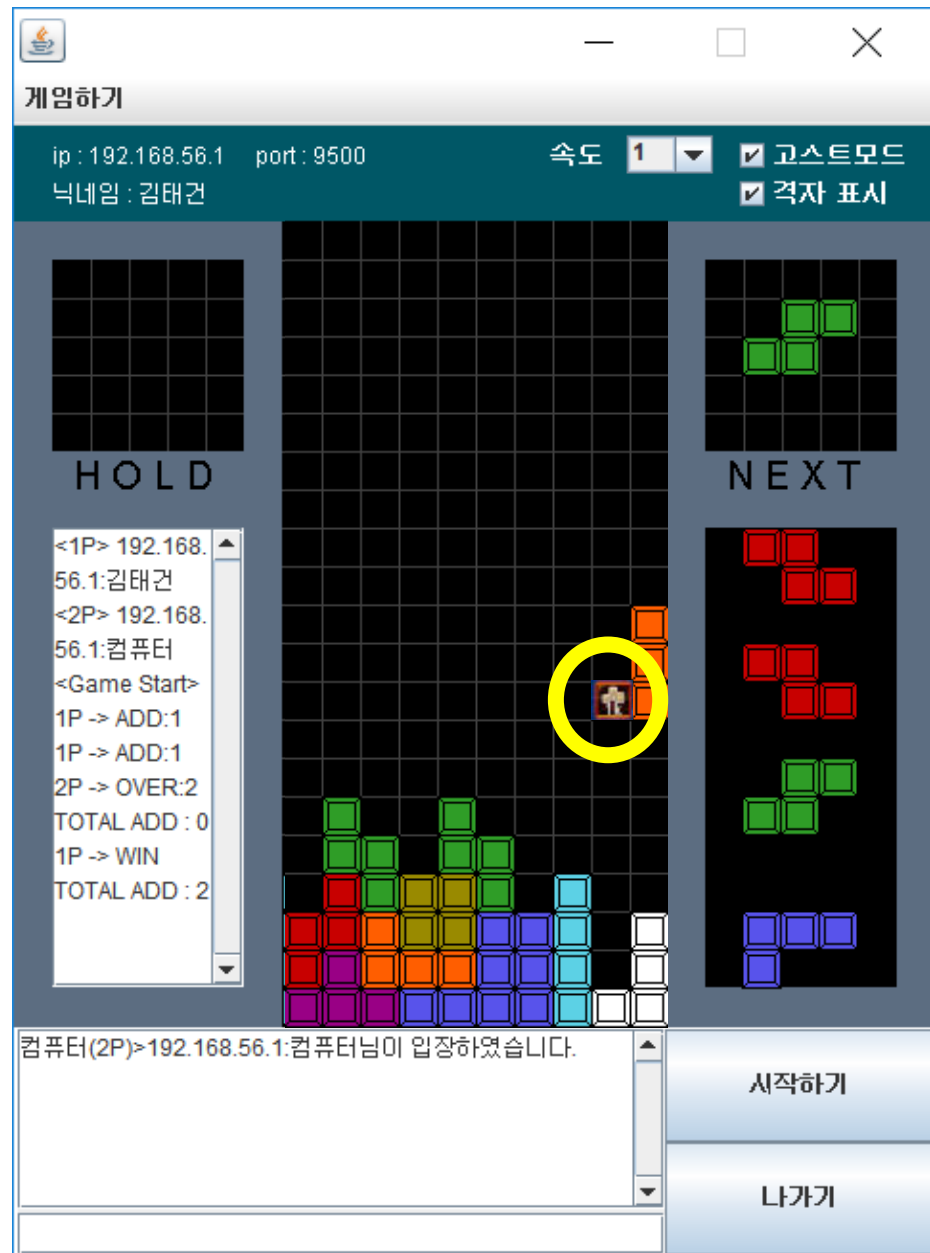 게임하기
ip : 192.168.56.1 port : 9500
속도 1
고스트모드
닉네임 : 김태건
격자 표시
HOLD
NEXT
<1P> 192.168.
56.1:김태건
<2P> 192.168.
56.1:컴퓨터
<Game Start>
1P -> ADD:1
1P -> ADD:1
2P -> OVER:2
TOTAL ADD : 0
1P -> WIN
TOTAL ADD : 2
컴퓨터(2P)>192.168.56.1:컴퓨터님이 입장하였습니다.
시작하기
나가기